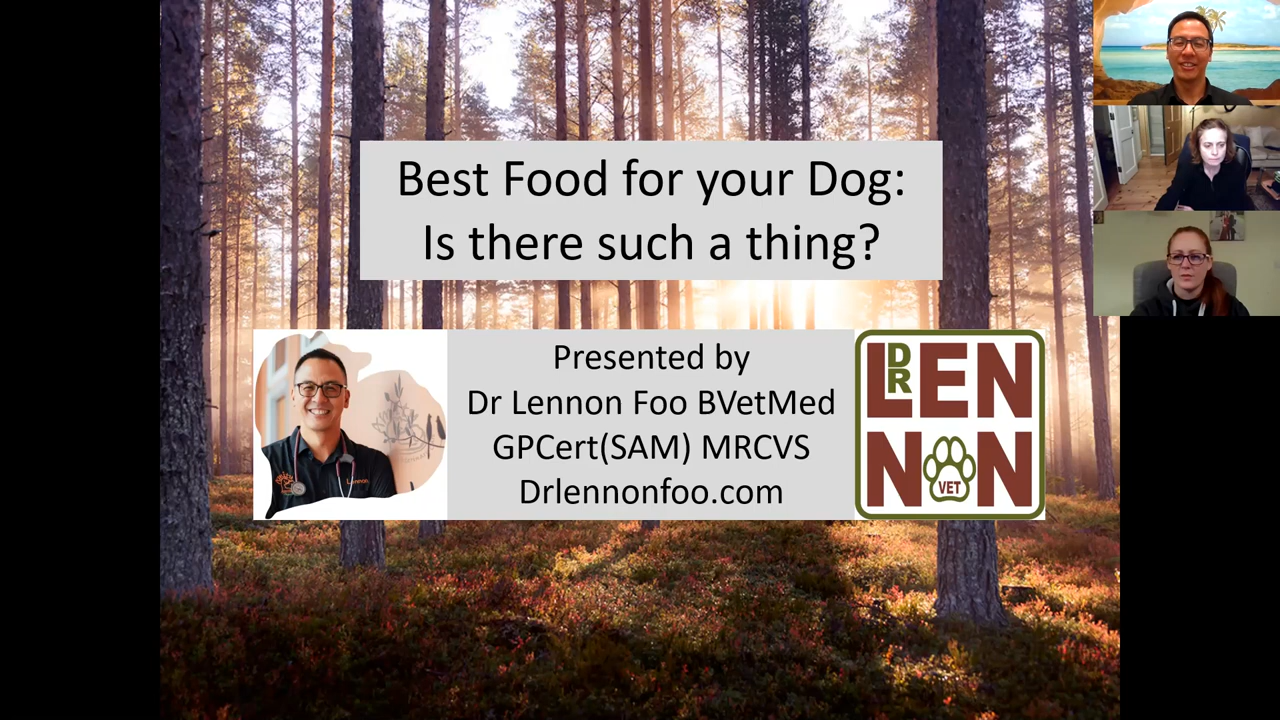 Best Food for your Dog:
Is there such a thing?
Presented by
Dr Lennon Foo BVetMed
GPCert(SAM) MRCVS
Drlennonfoo.com
DR
LEN
NON
VET
Lennon